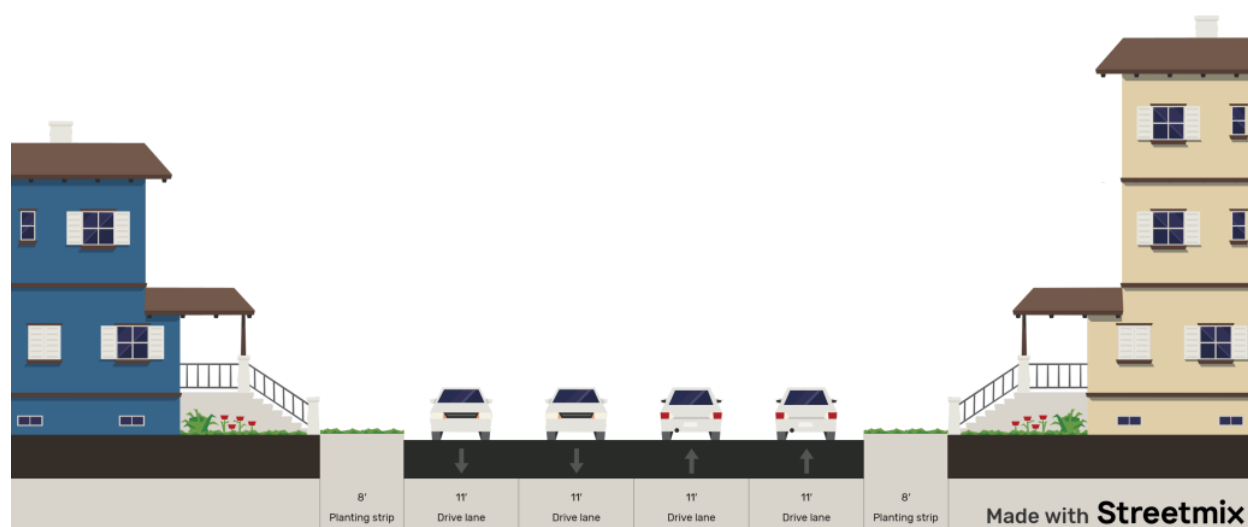 8' 11' 11' 11' 11' 8'
Planting strip Drive lane Drive lane Drive lane Drive lane Planting strip
Made with Streetmix